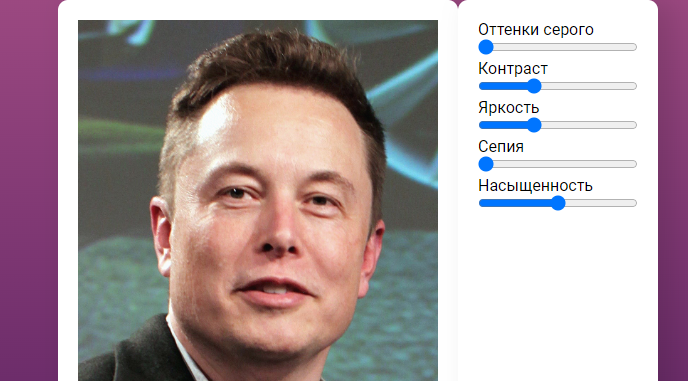 Оттенки серого
Контраст
Яркость
Сепия
Насыщенность